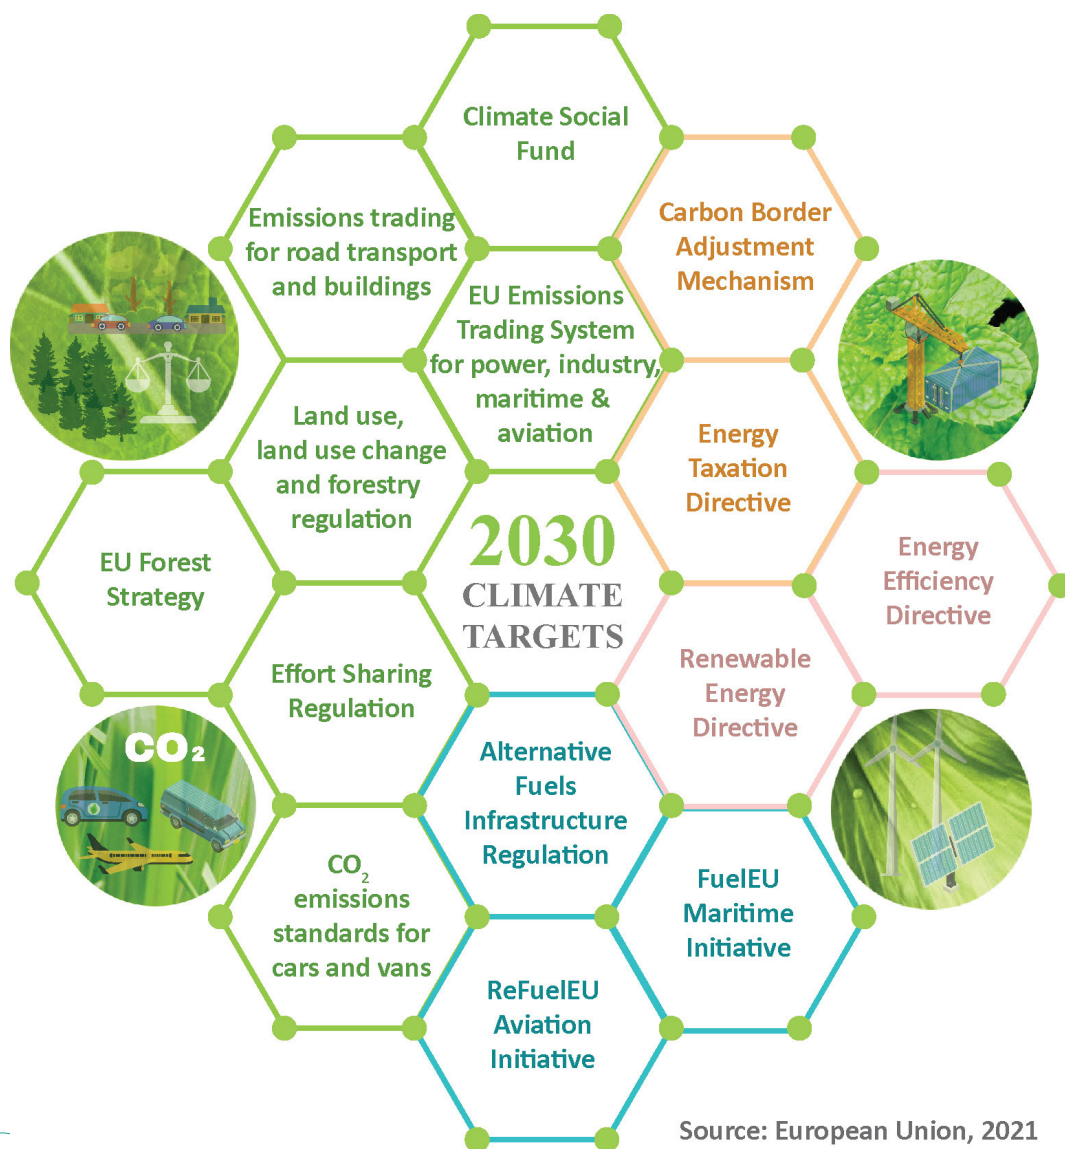 Climate Social
Fund
Emissions trading
for road transport
and buildings
Carbon Border
Adjustment
Mechanism
EU Emissions
Trading System
for power, industry,
maritime &
aviation
Land use,
land use change
and forestry
regulation
Energy
Taxation
Directive
EU Forest
Strategy
2030
CLIMATE
TARGETS
Energy
Efficiency
Directive
Effort Sharing
Regulation
Renewable
Energy
Directive
CO₂
Alternative
Fuels
Infrastructure
Regulation
CO₂
emissions
standards for
cars and vans
FuelEU
Maritime
Initiative
ReFuelEU
Aviation
Initiative
Source: European Union, 2021